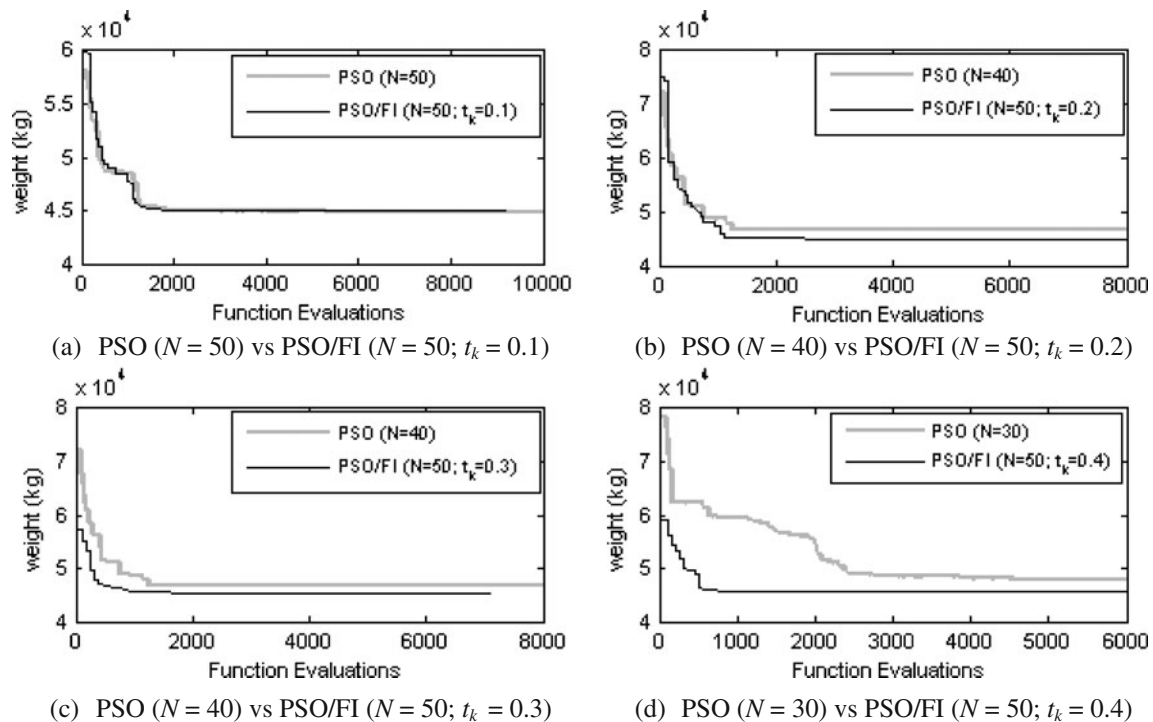 x 10⁴
6
5.5
5
4.5
4
weight (kg)
PSO (N=50)
PSO/FI (N=50; t_k=0.1)
0 2000 4000 6000 8000 10000
Function Evaluations
(a) PSO (N = 50) vs PSO/FI (N = 50; t_k = 0.1)
x 10⁴
8
7
6
5
4
weight (kg)
PSO (N=40)
PSO/FI (N=50; t_k=0.2)
0 2000 4000 6000 8000
Function Evaluations
(b) PSO (N = 40) vs PSO/FI (N = 50; t_k = 0.2)
x 10⁴
8
7
6
5
4
weight (kg)
PSO (N=40)
PSO/FI (N=50; t_k=0.3)
0 2000 4000 6000 8000
Function Evaluations
(c) PSO (N = 40) vs PSO/FI (N = 50; t_k = 0.3)
x 10⁴
8
7
6
5
4
weight (kg)
PSO (N=30)
PSO/FI (N=50; t_k=0.4)
0 1000 2000 3000 4000 5000 6000
Function Evaluations
(d) PSO (N = 30) vs PSO/FI (N = 50; t_k = 0.4)